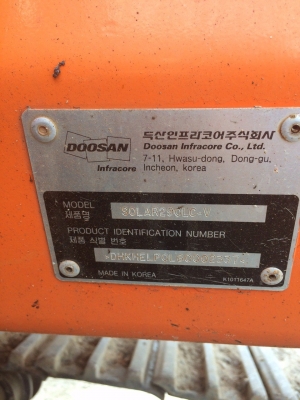 DOOSAN
Infracore
두산인프라코어주식회사
Doosan Infracore Co., Ltd.
7-11, Hwasu-dong, Dong-gu,
Incheon, korea
MODEL
제품명
SOLAR290LC-V
PRODUCT IDENTIFICATION NUMBER
제품 식별 번호
MADE IN KOREA
K1011647A